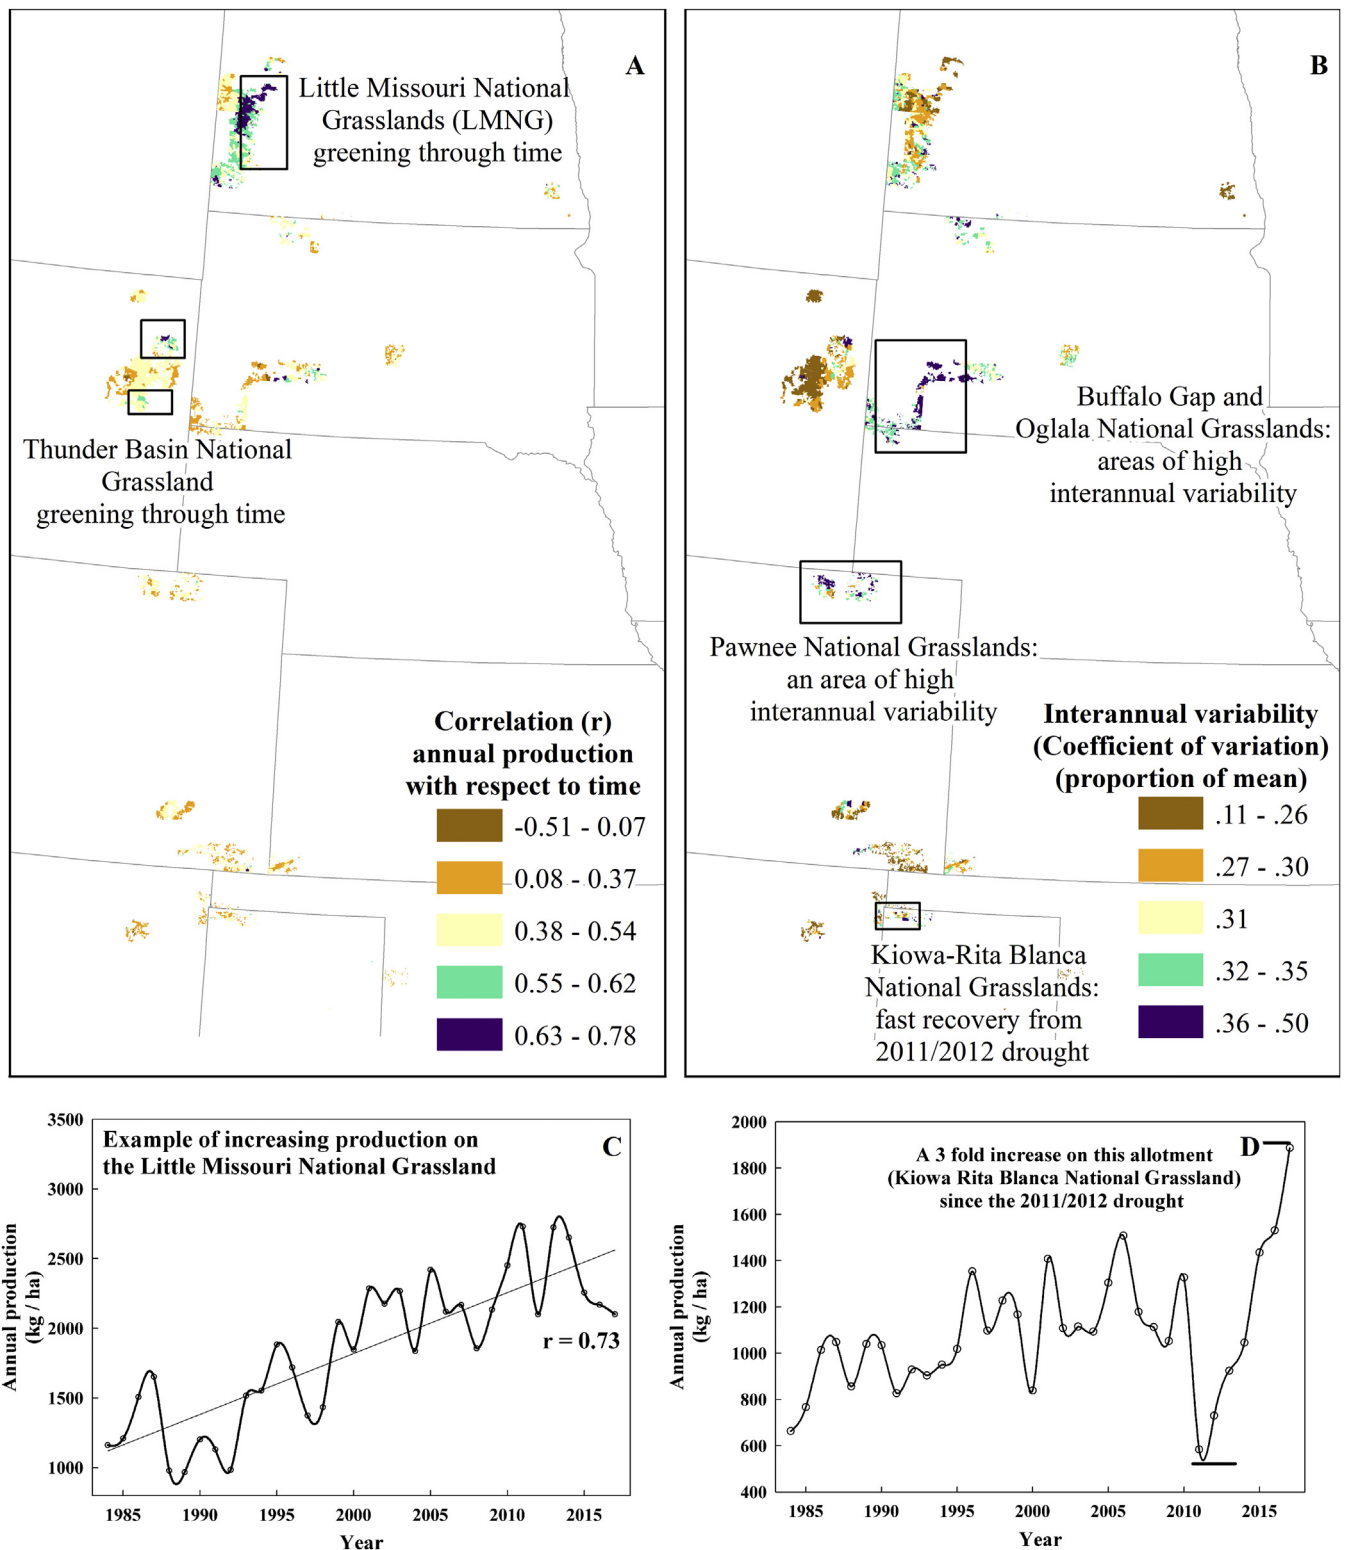 A
Little Missouri National
Grasslands (LMNG)
greening through time
Thunder Basin National
Grassland
greening through time
Correlation (r)
annual production
with respect to time
-0.51 - 0.07
0.08 - 0.37
0.38 - 0.54
0.55 - 0.62
0.63 - 0.78
B
Buffalo Gap and
Oglala National Grasslands:
areas of high
interannual variability
Pawnee National Grasslands:
an area of high
interannual variability
Interannual variability
(Coefficient of variation)
(proportion of mean)
.11 - .26
.27 - .30
.31
.32 - .35
.36 - .50
Kiowa-Rita Blanca
National Grasslands:
fast recovery from
2011/2012 drought
Example of increasing production on
the Little Missouri National Grassland
C
r = 0.73
Annual production
(kg / ha)
3500
3000
2500
2000
1500
1000
1985 1990 1995 2000 2005 2010 2015
Year
A 3 fold increase on this allotment
(Kiowa Rita Blanca National Grassland)
since the 2011/2012 drought
D
Annual production
(kg / ha)
2000
1800
1600
1400
1200
1000
800
600
400
1985 1990 1995 2000 2005 2010 2015
Year